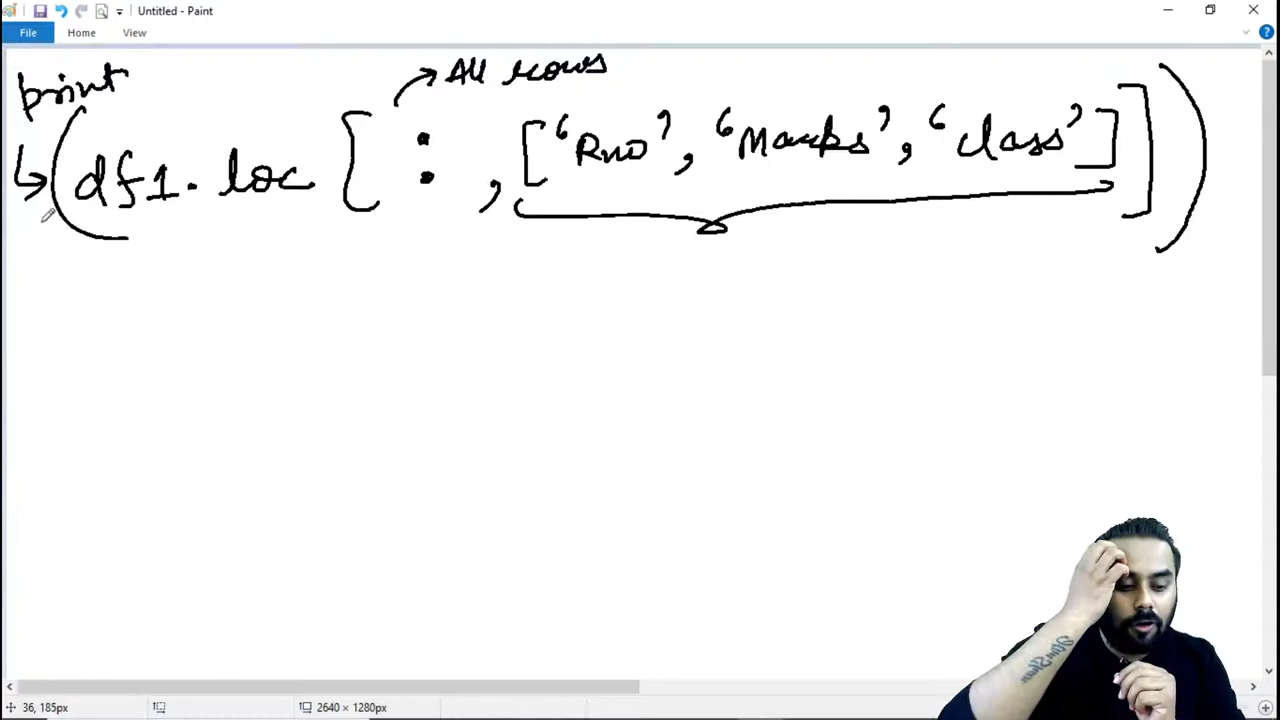 Untitled - Paint
File Home View
All rows
print
(df1.loc [ : , ['Rno', 'Marks', 'Class'] ])
36, 185px
2640 × 1280px